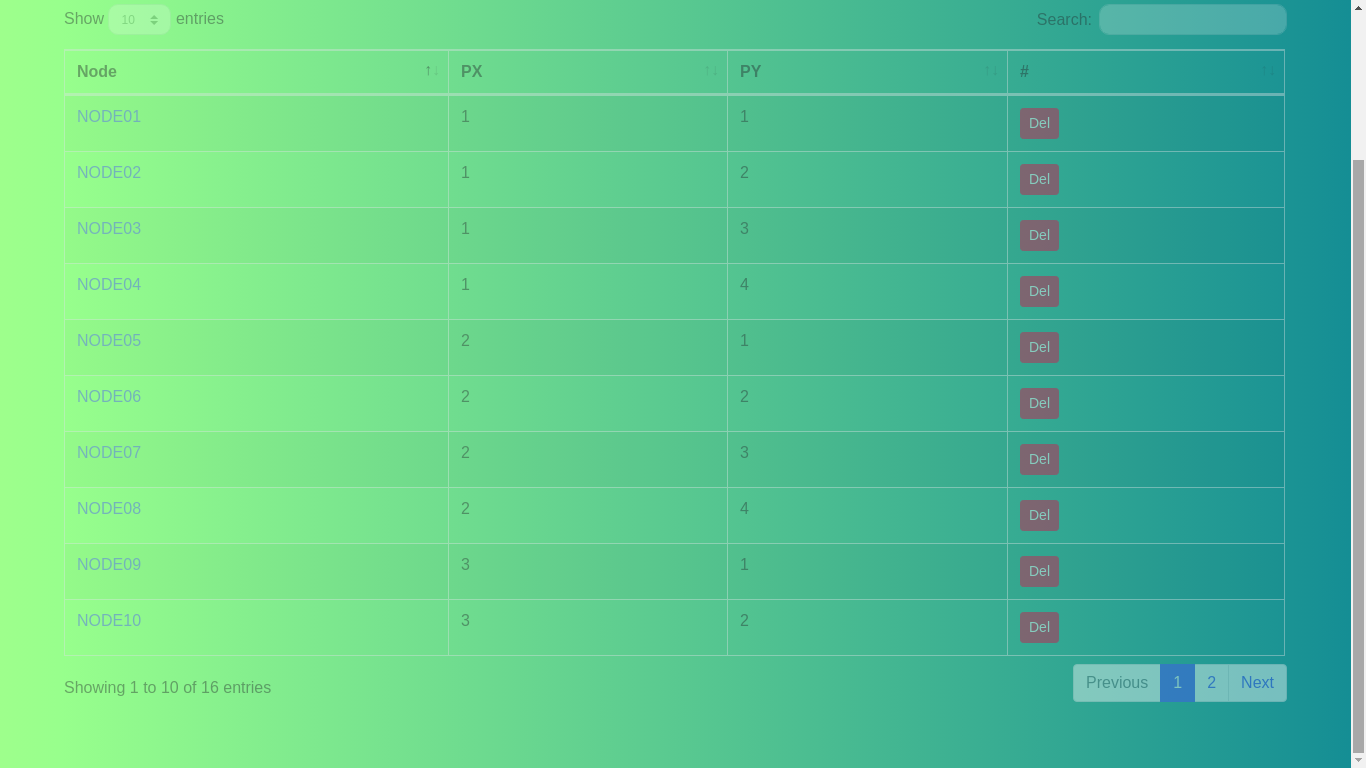 Show 10 entries Search:
Node ↑↓ PX ↑↓ PY ↑↓ # ↑↓
NODE01 1 1 Del
NODE02 1 2 Del
NODE03 1 3 Del
NODE04 1 4 Del
NODE05 2 1 Del
NODE06 2 2 Del
NODE07 2 3 Del
NODE08 2 4 Del
NODE09 3 1 Del
NODE10 3 2 Del
Showing 1 to 10 of 16 entries Previous 1 2 Next